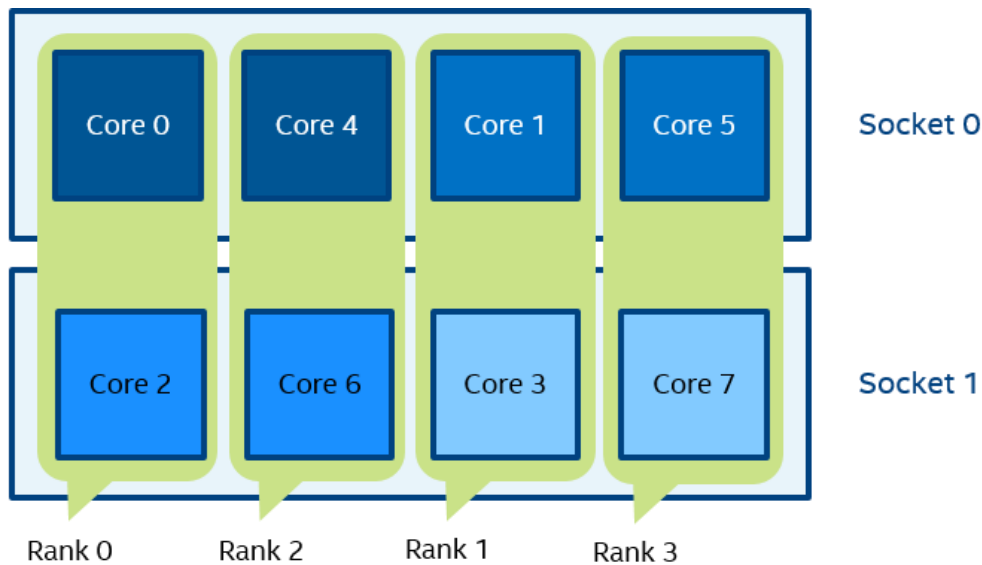 Core 0
Core 4
Core 1
Core 5
Socket 0
Core 2
Core 6
Core 3
Core 7
Socket 1
Rank 0
Rank 2
Rank 1
Rank 3